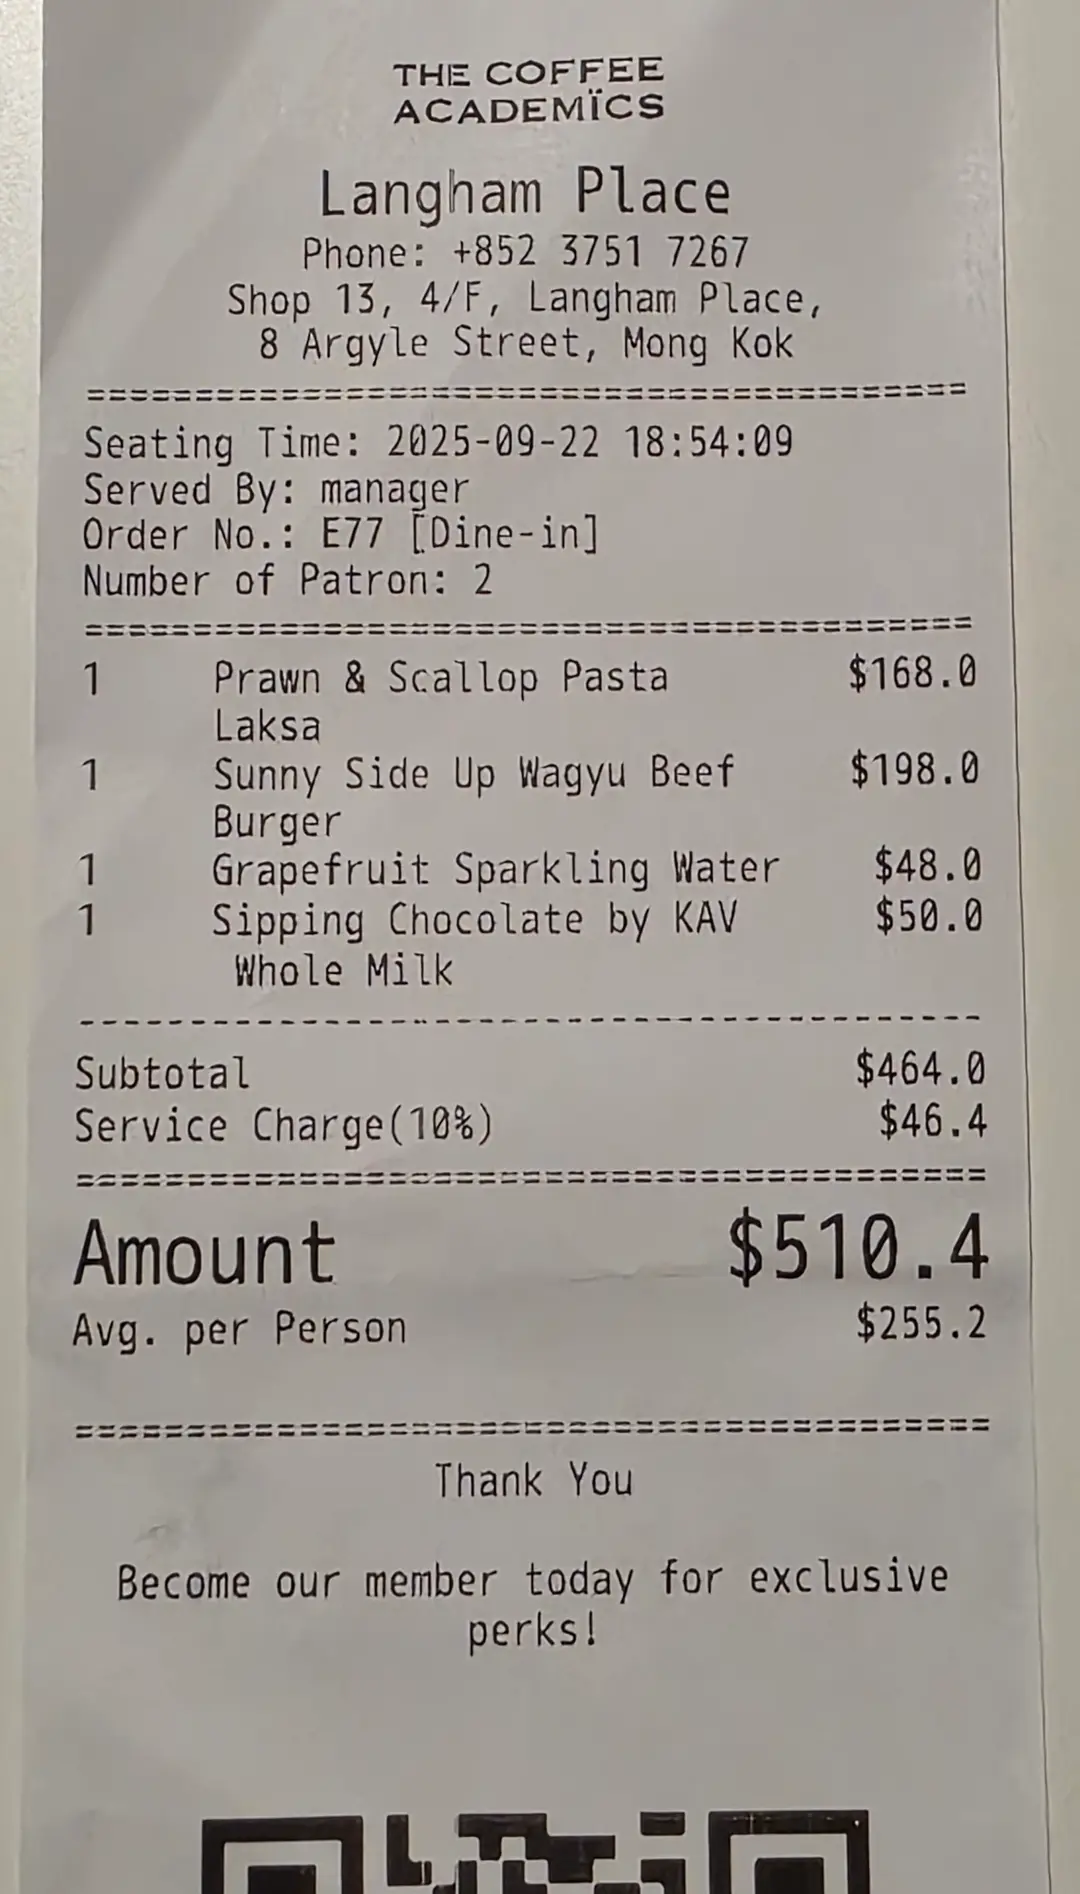 THE COFFEE
ACADEMÏCS
Langham Place
Phone: +852 3751 7267
Shop 13, 4/F, Langham Place,
8 Argyle Street, Mong Kok
=========================================
Seating Time: 2025-09-22 18:54:09
Served By: manager
Order No.: E77 [Dine-in]
Number of Patron: 2
=========================================
1 Prawn & Scallop Pasta $168.0
Laksa
1 Sunny Side Up Wagyu Beef $198.0
Burger
1 Grapefruit Sparkling Water $48.0
1 Sipping Chocolate by KAV $50.0
Whole Milk
-----------------------------------------
Subtotal $464.0
Service Charge(10%) $46.4
=========================================
Amount $510.4
Avg. per Person $255.2
=========================================
Thank You
Become our member today for exclusive
perks!